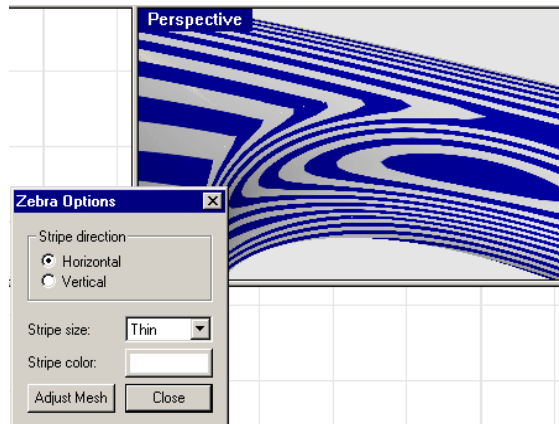 Perspective
Zebra Options
Stripe direction
Horizontal
Vertical
Stripe size: Thin
Stripe color:
Adjust Mesh Close